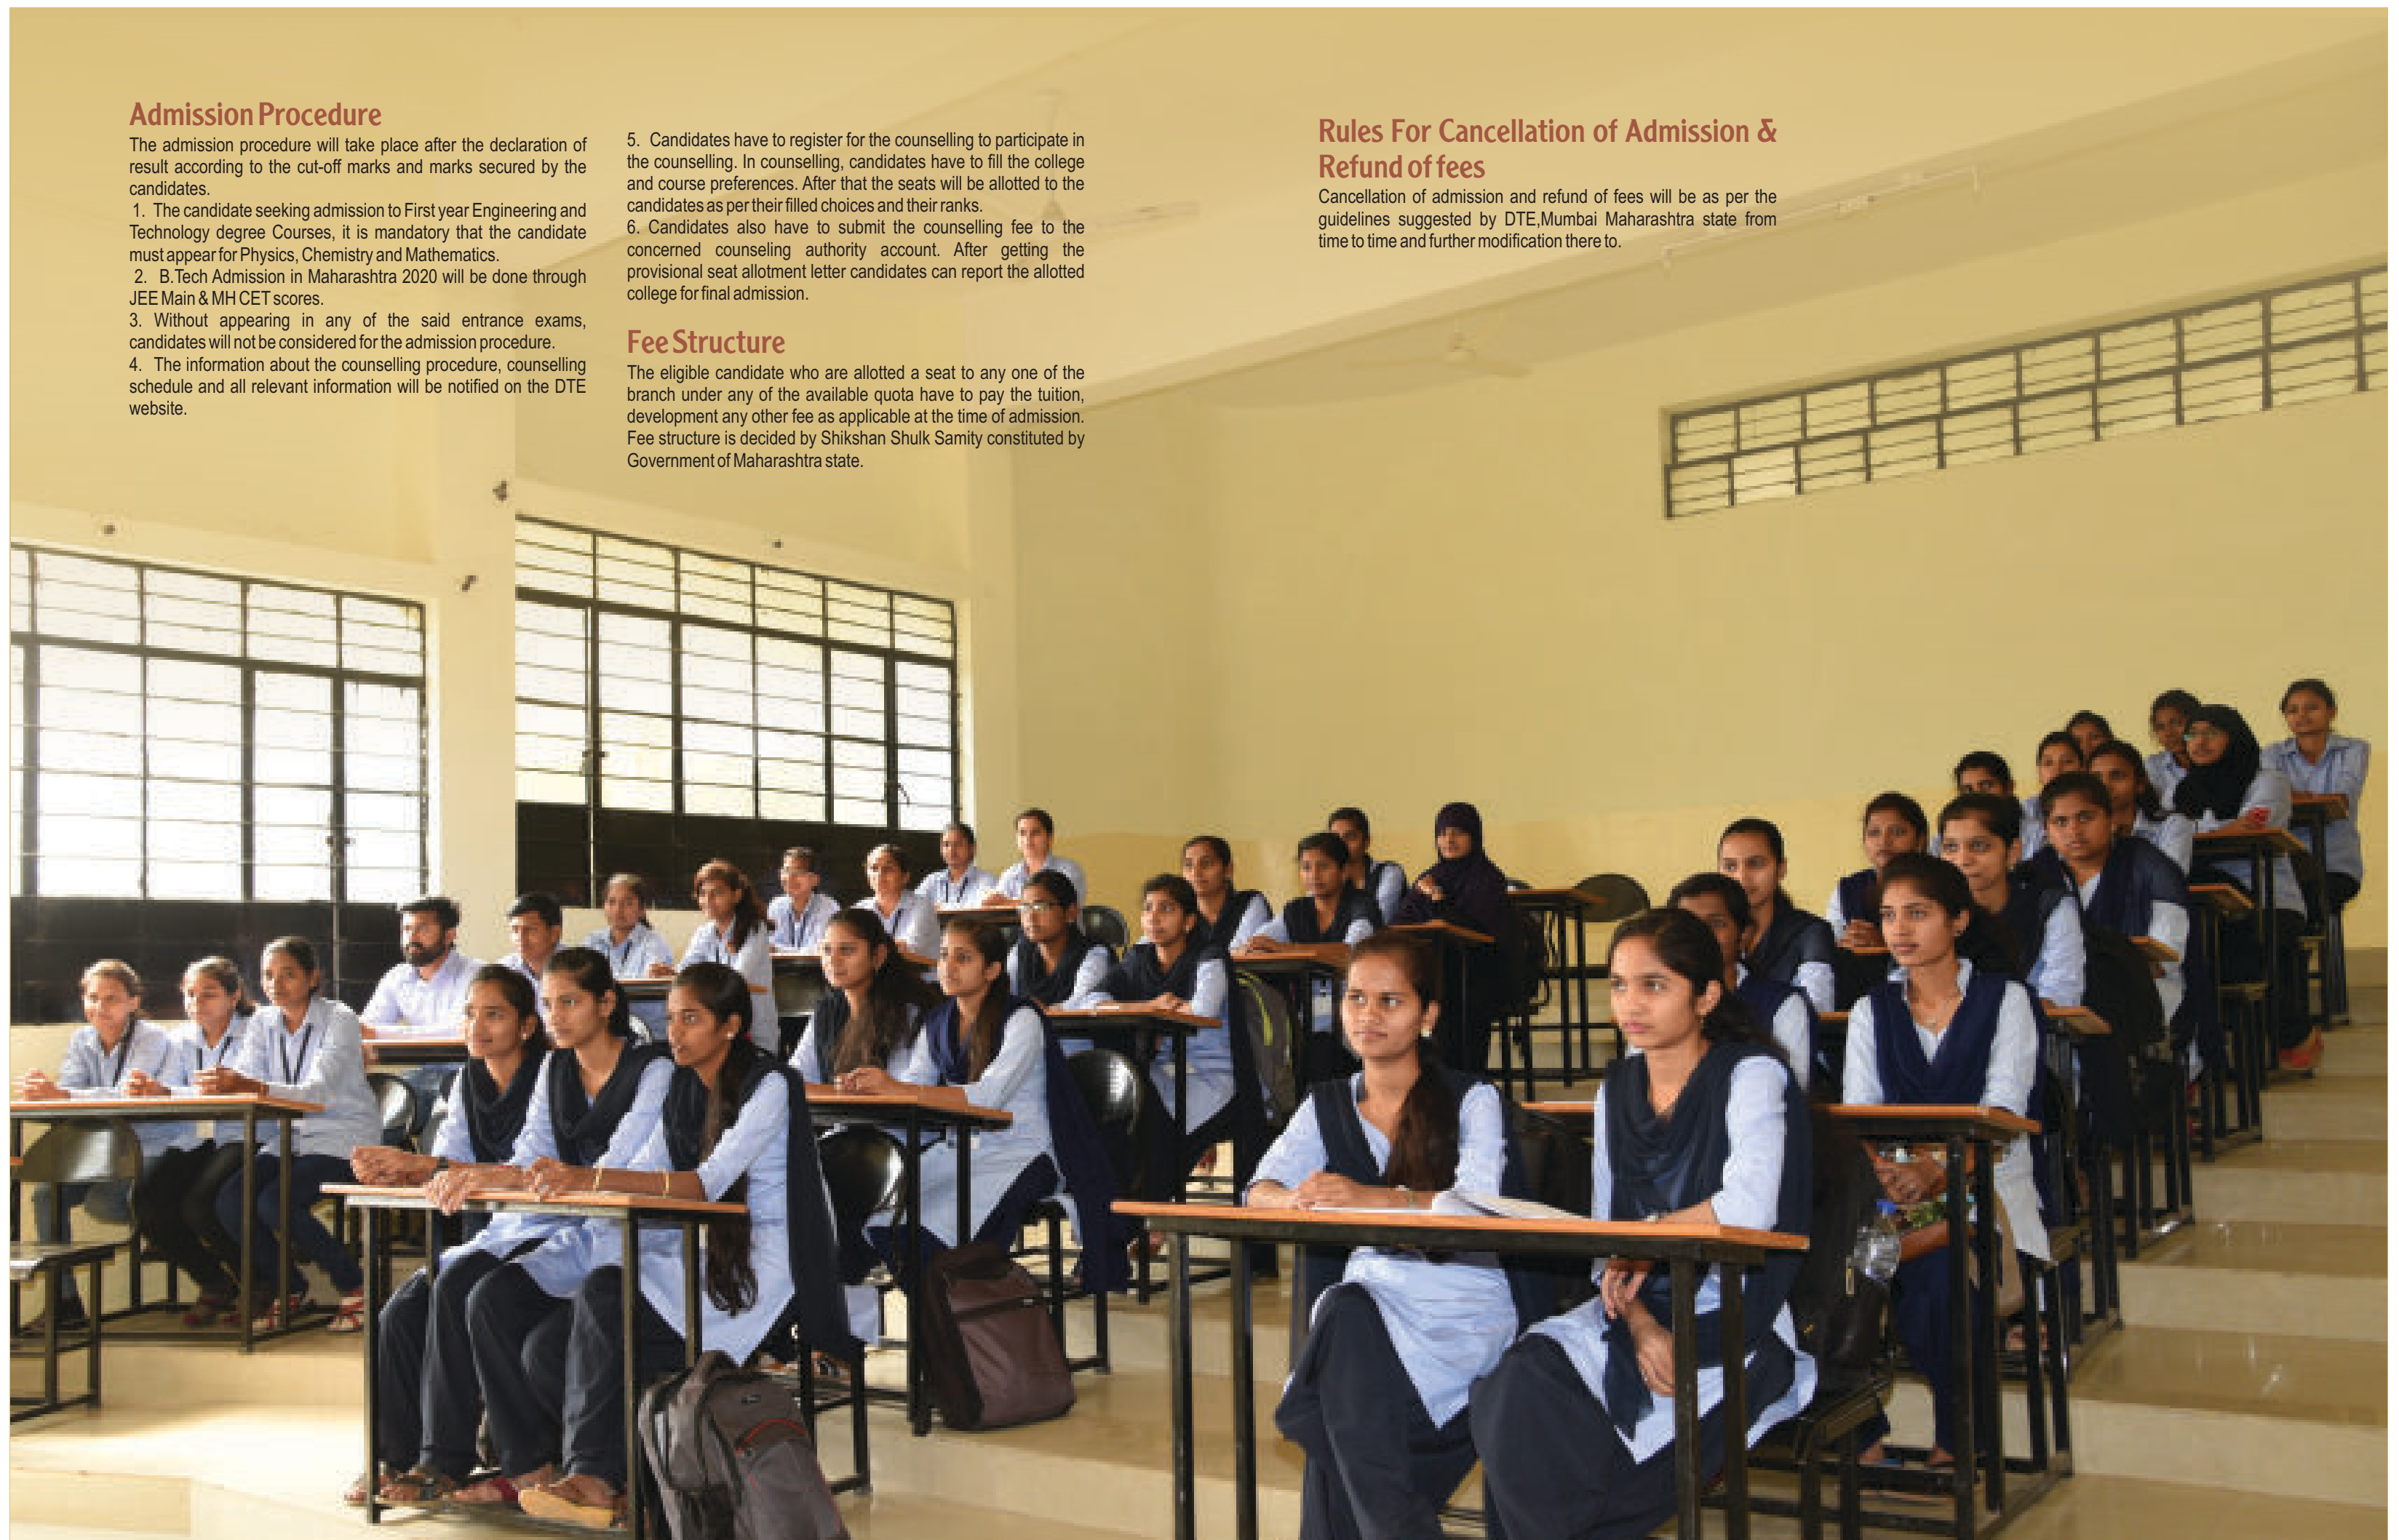 Admission Procedure
The admission procedure will take place after the declaration of
result according to the cut-off marks and marks secured by the
candidates.
1. The candidate seeking admission to First year Engineering and
Technology degree Courses, it is mandatory that the candidate
must appear for Physics, Chemistry and Mathematics.
2. B.Tech Admission in Maharashtra 2020 will be done through
JEE Main & MH CET scores.
3. Without appearing in any of the said entrance exams,
candidates will not be considered for the admission procedure.
4. The information about the counselling procedure, counselling
schedule and all relevant information will be notified on the DTE
website.
5. Candidates have to register for the counselling to participate in
the counselling. In counselling, candidates have to fill the college
and course preferences. After that the seats will be allotted to the
candidates as per their filled choices and their ranks.
6. Candidates also have to submit the counselling fee to the
concerned counseling authority account. After getting the
provisional seat allotment letter candidates can report the allotted
college for final admission.
Fee Structure
The eligible candidate who are allotted a seat to any one of the
branch under any of the available quota have to pay the tuition,
development any other fee as applicable at the time of admission.
Fee structure is decided by Shikshan Shulk Samity constituted by
Government of Maharashtra state.
Rules For Cancellation of Admission &
Refund of fees
Cancellation of admission and refund of fees will be as per the
guidelines suggested by DTE,Mumbai Maharashtra state from
time to time and further modification there to.